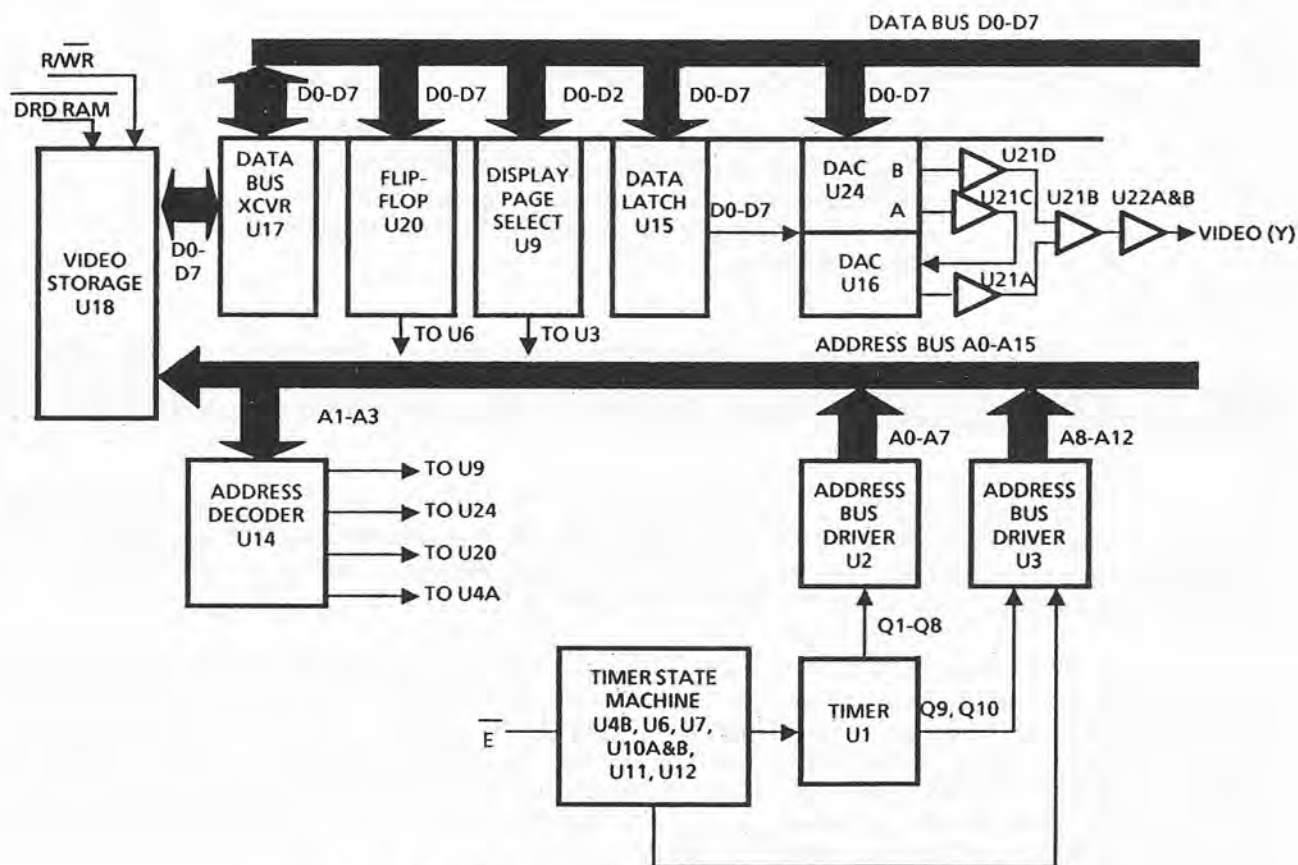 DATA BUS D0-D7
R/WR
DRD RAM
D0-D7
D0-D7
D0-D2
D0-D7
D0-D7
DATA
BUS
XCVR
U17
FLIP-
FLOP
U20
DISPLAY
PAGE
SELECT
U9
DATA
LATCH
U15
D0-D7
DAC
U24
B
A
DAC
U16
U21D
U21C
U21B
U22A&B
U21A
VIDEO (Y)
D0-
D7
VIDEO
STORAGE
U18
TO U6
TO U3
ADDRESS BUS A0-A15
A1-A3
A0-A7
A8-A12
ADDRESS
DECODER
U14
TO U9
TO U24
TO U20
TO U4A
ADDRESS
BUS
DRIVER
U2
ADDRESS
BUS
DRIVER
U3
Q1-Q8
TIMER STATE
MACHINE
U4B, U6, U7,
U10A&B,
U11, U12
E
TIMER
U1
Q9, Q10